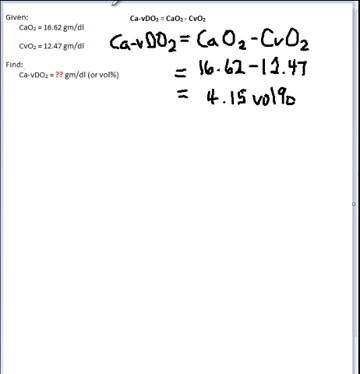 Given:
Ca-vDO₂ = CaO₂ - CvO₂
CaO₂ = 16.62 gm/dl
CvO₂ = 12.47 gm/dl
Find:
Ca-vDO₂ = ?? gm/dl (or vol%)
Ca-vDO₂ = CaO₂ - CvO₂
= 16.62 - 12.47
= 4.15 vol%